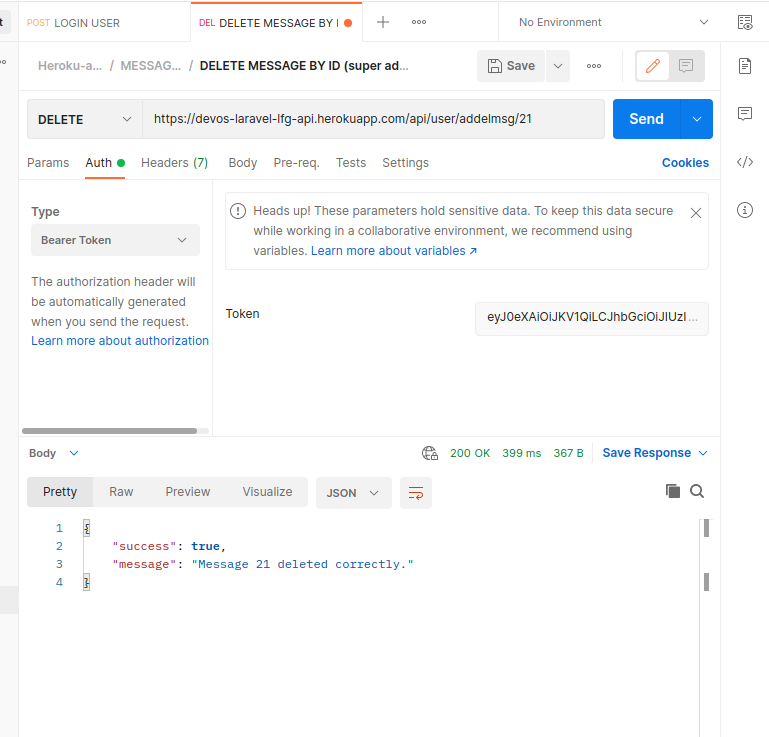 t
POST LOGIN USER
DEL DELETE MESSAGE BY I
No Environment
Heroku-a... / MESSAG... / DELETE MESSAGE BY ID (super ad...
Save
DELETE
https://devos-laravel-lfg-api.herokuapp.com/api/user/addelmsg/21
Send
Params Auth Headers (7) Body Pre-req. Tests Settings
Cookies
Type
Bearer Token
The authorization header will
be automatically generated
when you send the request.
Learn more about authorization
Heads up! These parameters hold sensitive data. To keep this data secure
while working in a collaborative environment, we recommend using
variables. Learn more about variables ↗
Token
eyJ0eXAiOiJKV1QiLCJhbGciOiJIUzI...
Body
200 OK 399 ms 367 B Save Response
Pretty Raw Preview Visualize JSON
1 {
2 "success": true,
3 "message": "Message 21 deleted correctly."
4 }